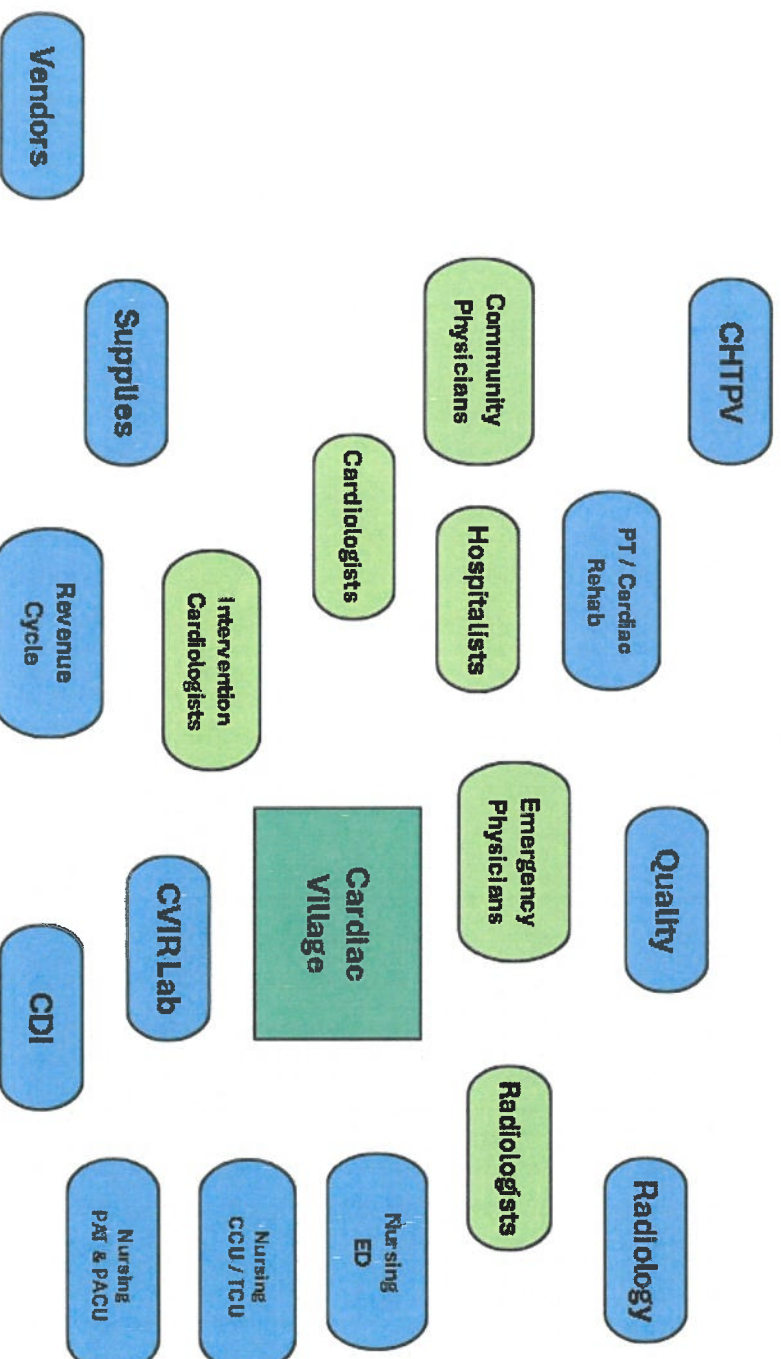 CHTPV
PT / Cardiac
Rehab
Quality
Radiology
Community
Physicians
Hospitalists
Emergency
Physicians
Radiologists
Cardiologists
Cardiac
Village
Nursing
ED
Intervention
Cardiologists
CVIRLab
Nursing
CCU / TCU
Supplies
Nursing
PAT & PACU
Vendors
Revenue
Cycle
CDI